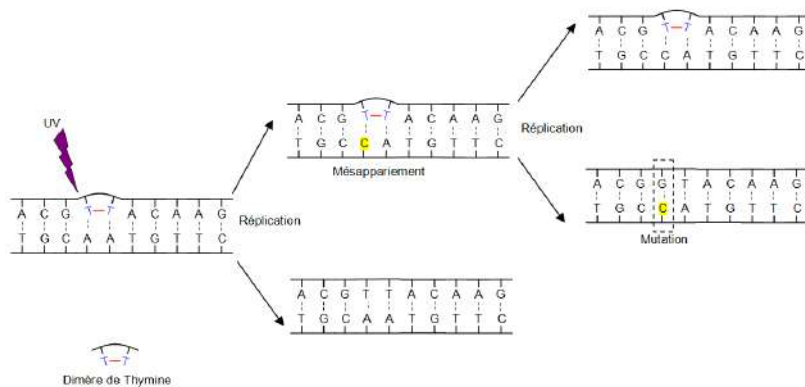 UV
A C G T T A C A A G
T G C A A T G T T C
Réplication
A C G T T A C A A G
T G C C A T G T T C
Mésappariement
A C G T T A C A A G
T G C A A T G T T C
Réplication
A C G T T A C A A G
T G C C A T G T T C
A C G G T A C A A G
T G C C A T G T T C
Mutation
T T
Dimère de Thymine